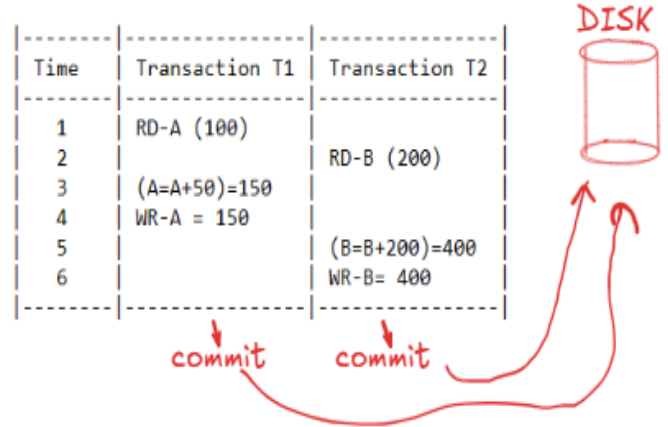 DISK
|--------|----------------|---------------|
| Time | Transaction T1 | Transaction T2 |
|--------|----------------|---------------|
| 1 | RD-A (100) | |
| 2 | | RD-B (200) |
| 3 | (A=A+50)=150 | |
| 4 | WR-A = 150 | |
| 5 | | (B=B+200)=400 |
| 6 | | WR-B= 400 |
|--------|----------------|---------------|
commit commit